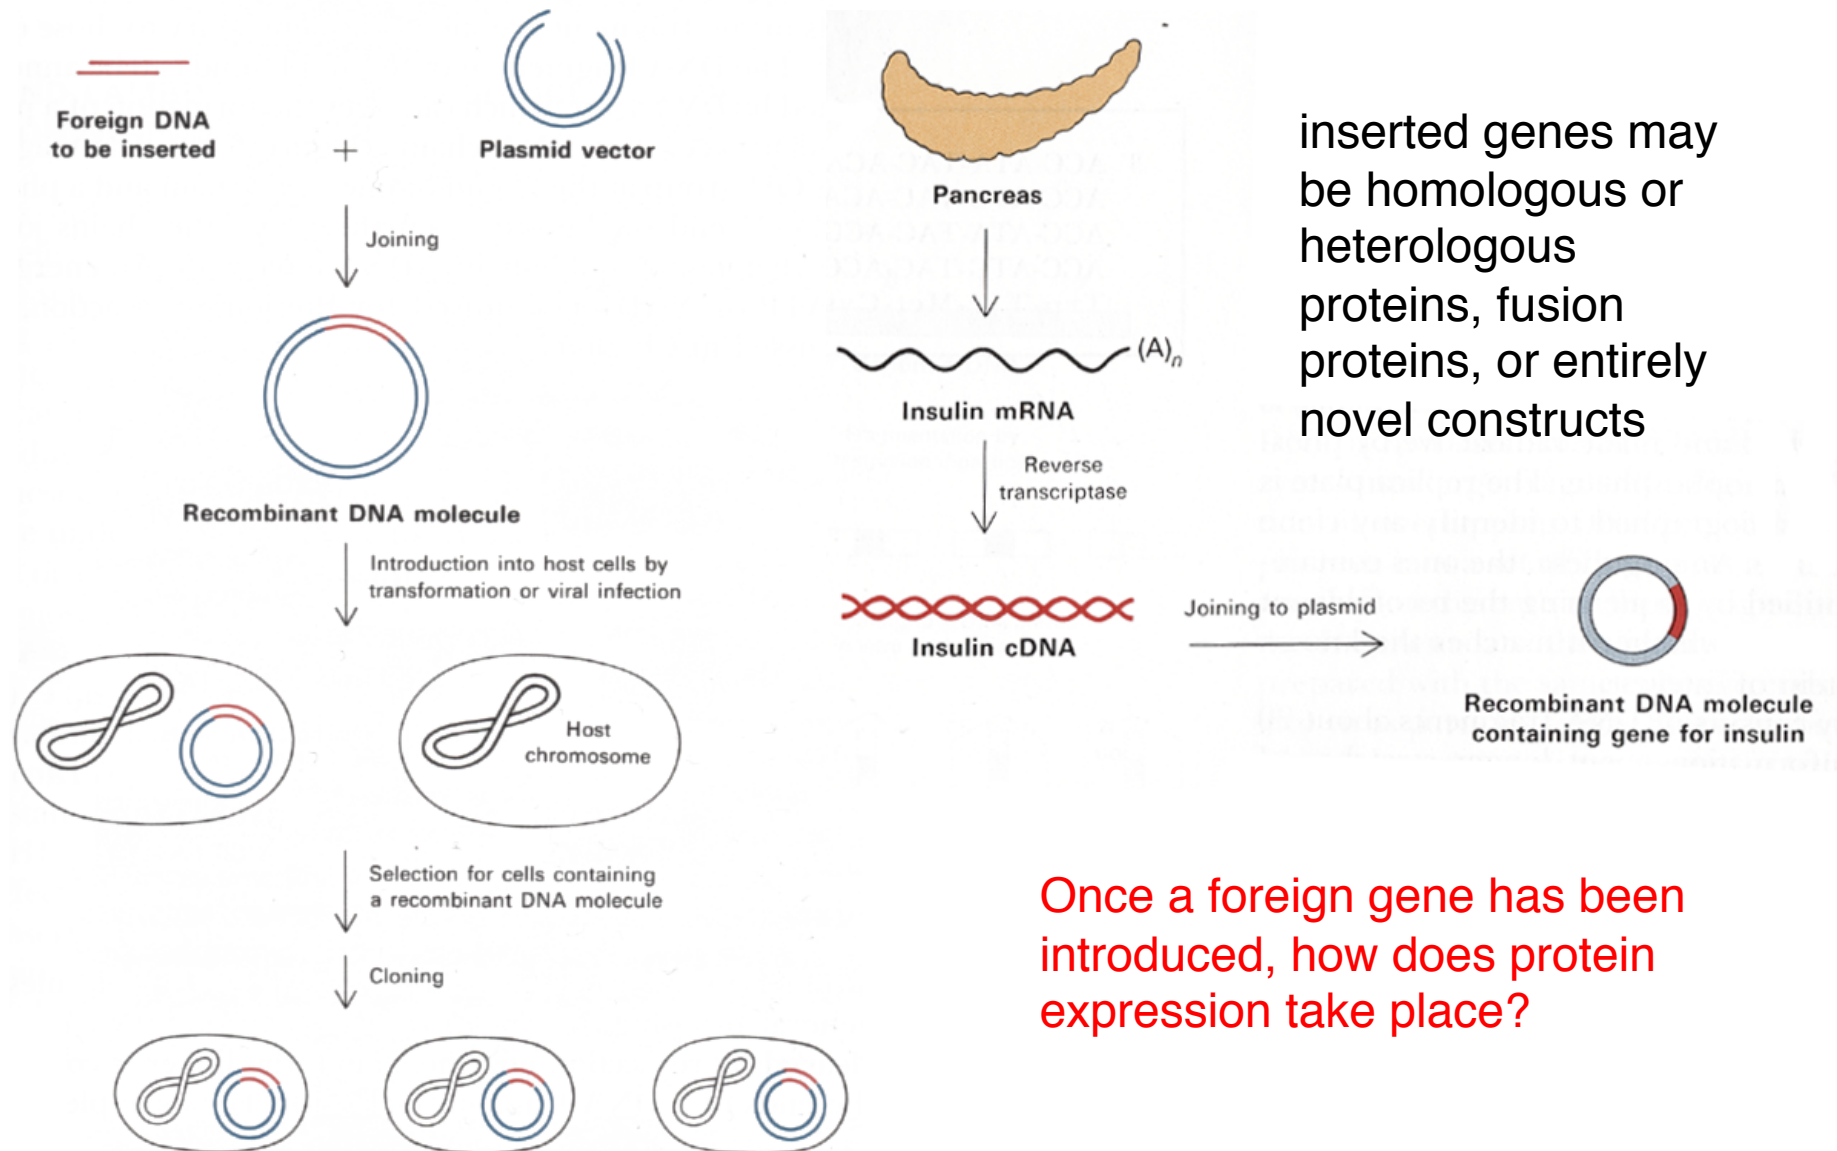 Foreign DNA
to be inserted
+
Plasmid vector
Joining
Recombinant DNA molecule
Introduction into host cells by
transformation or viral infection
Host
chromosome
Selection for cells containing
a recombinant DNA molecule
Cloning
Pancreas
(A)n
Insulin mRNA
Reverse
transcriptase
Insulin cDNA
Joining to plasmid
Recombinant DNA molecule
containing gene for insulin
inserted genes may
be homologous or
heterologous
proteins, fusion
proteins, or entirely
novel constructs
Once a foreign gene has been
introduced, how does protein
expression take place?